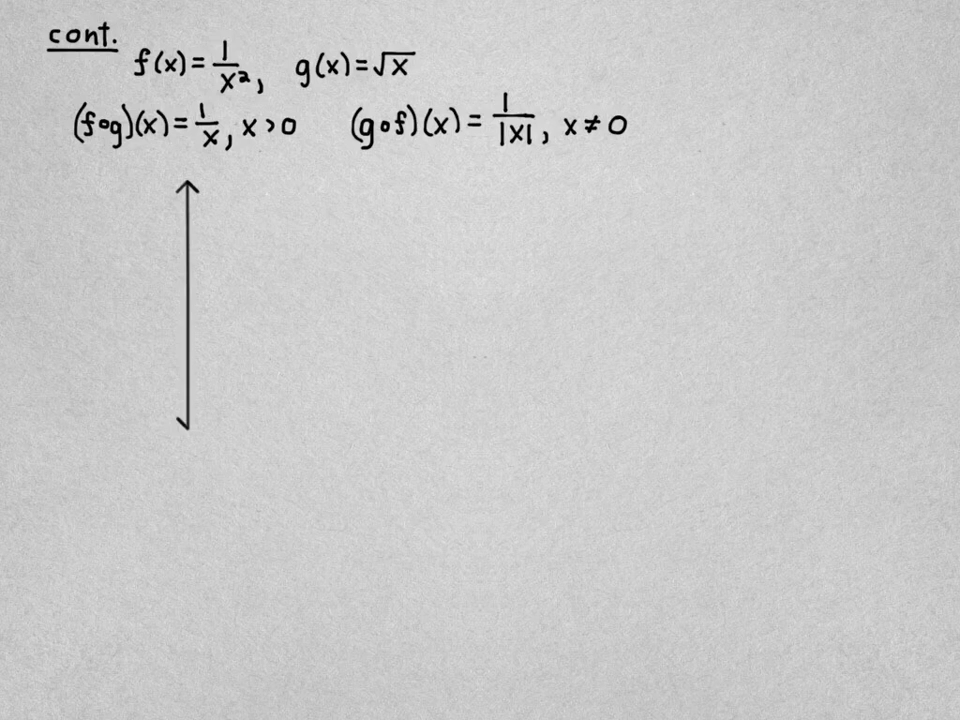 cont.
f(x) = 1/x², g(x) = √x
(f∘g)(x) = 1/x, x > 0 (g∘f)(x) = 1/|x|, x ≠ 0